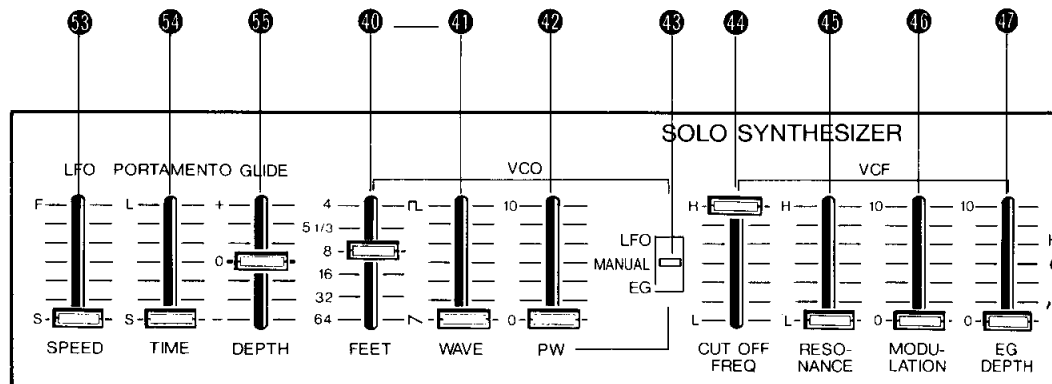 53 54 55 40 41 42 43 44 45 46 47
SOLO SYNTHESIZER
LFO PORTAMENTO GLIDE VCO VCF
F L + 4 10 H H 10 10
5 1/3
LFO
8
0 MANUAL
16
EG
32
S S 64 0 L L 0 0
SPEED TIME DEPTH FEET WAVE PW CUT OFF FREQ RESO-NANCE MODU-LATION EG DEPTH